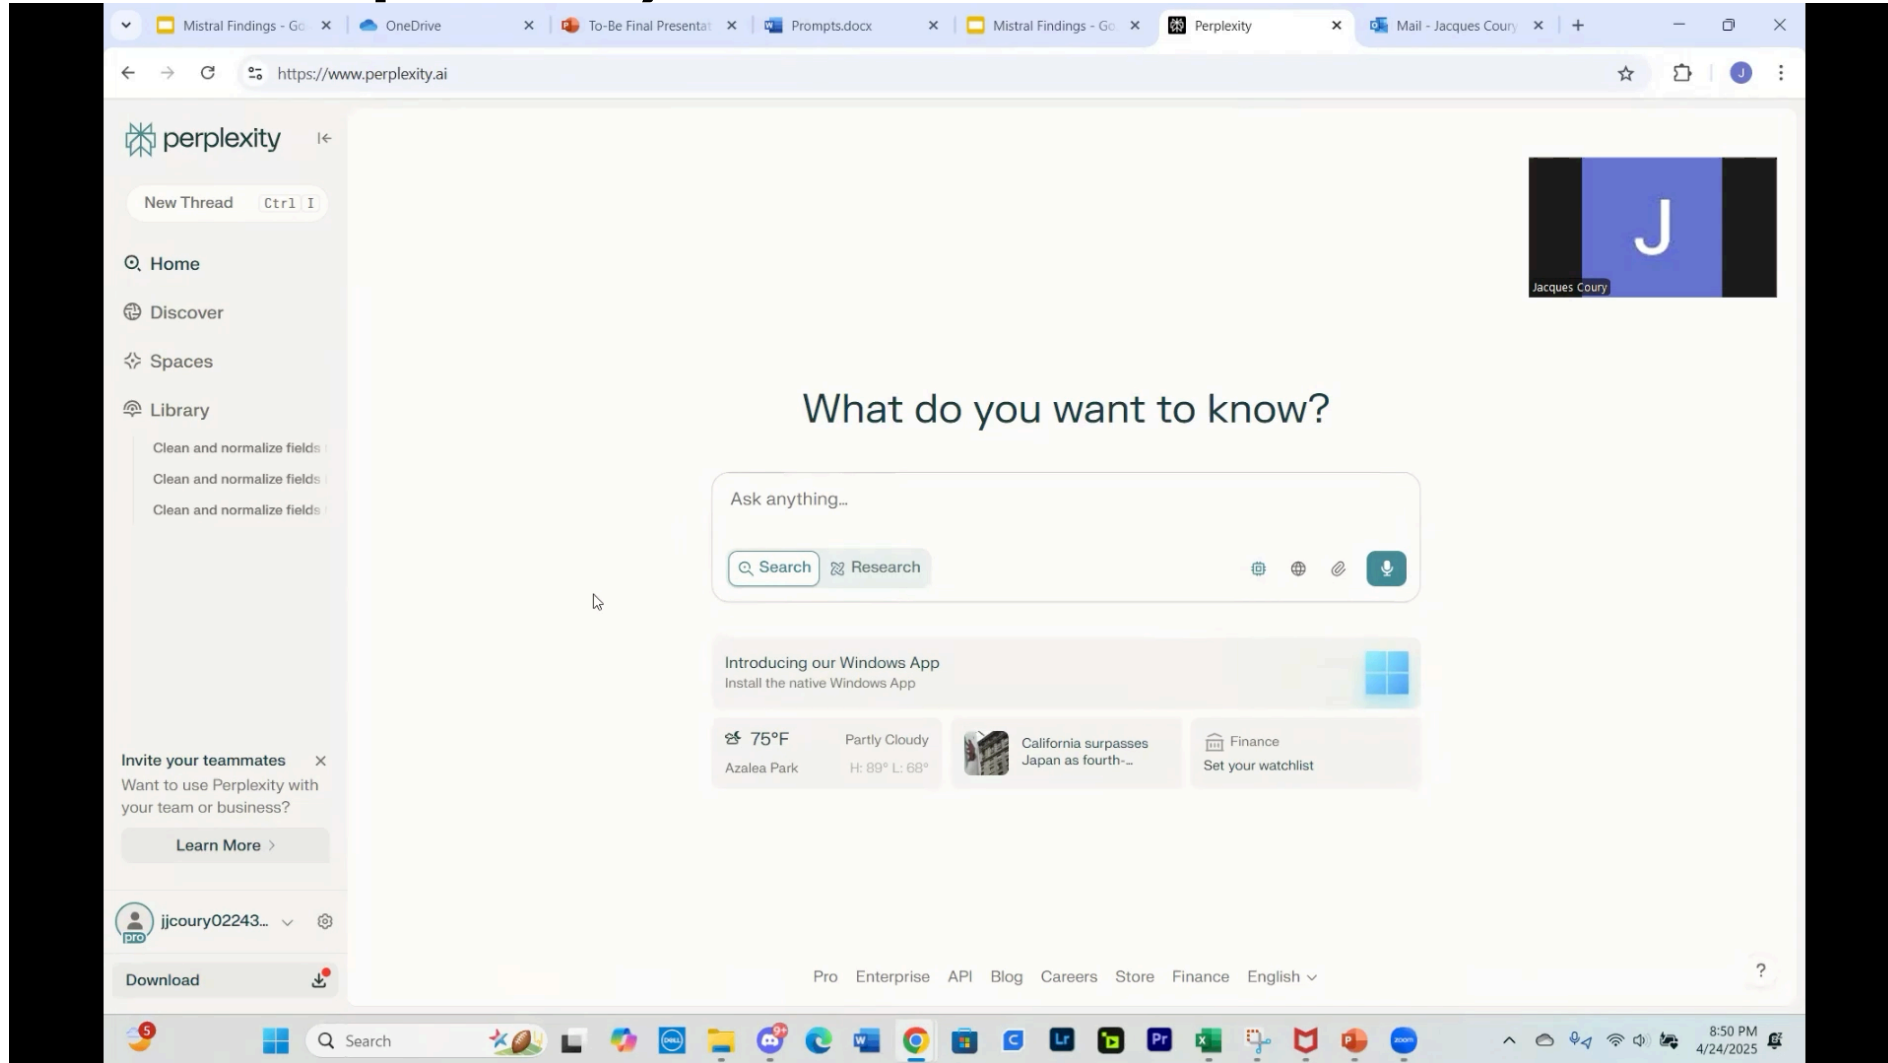 Mistral Findings - Go
OneDrive
To-Be Final Presentat
Prompts.docx
Mistral Findings - Go
Perplexity
Mail - Jacques Coury
https://www.perplexity.ai
J
perplexity
New Thread Ctrl I
Home
Discover
Spaces
Library
Clean and normalize fields
Clean and normalize fields
Clean and normalize fields
J
Jacques Coury
What do you want to know?
Ask anything...
Search Research
Introducing our Windows App
Install the native Windows App
75°F Partly Cloudy
Azalea Park H: 89° L: 68°
California surpasses
Japan as fourth-...
Finance
Set your watchlist
Invite your teammates
Want to use Perplexity with
your team or business?
Learn More
jjcoury02243...
pro
Download
Pro Enterprise API Blog Careers Store Finance English
?
5
Search
DELL
9+
Lr
Pr
zoom
8:50 PM
4/24/2025